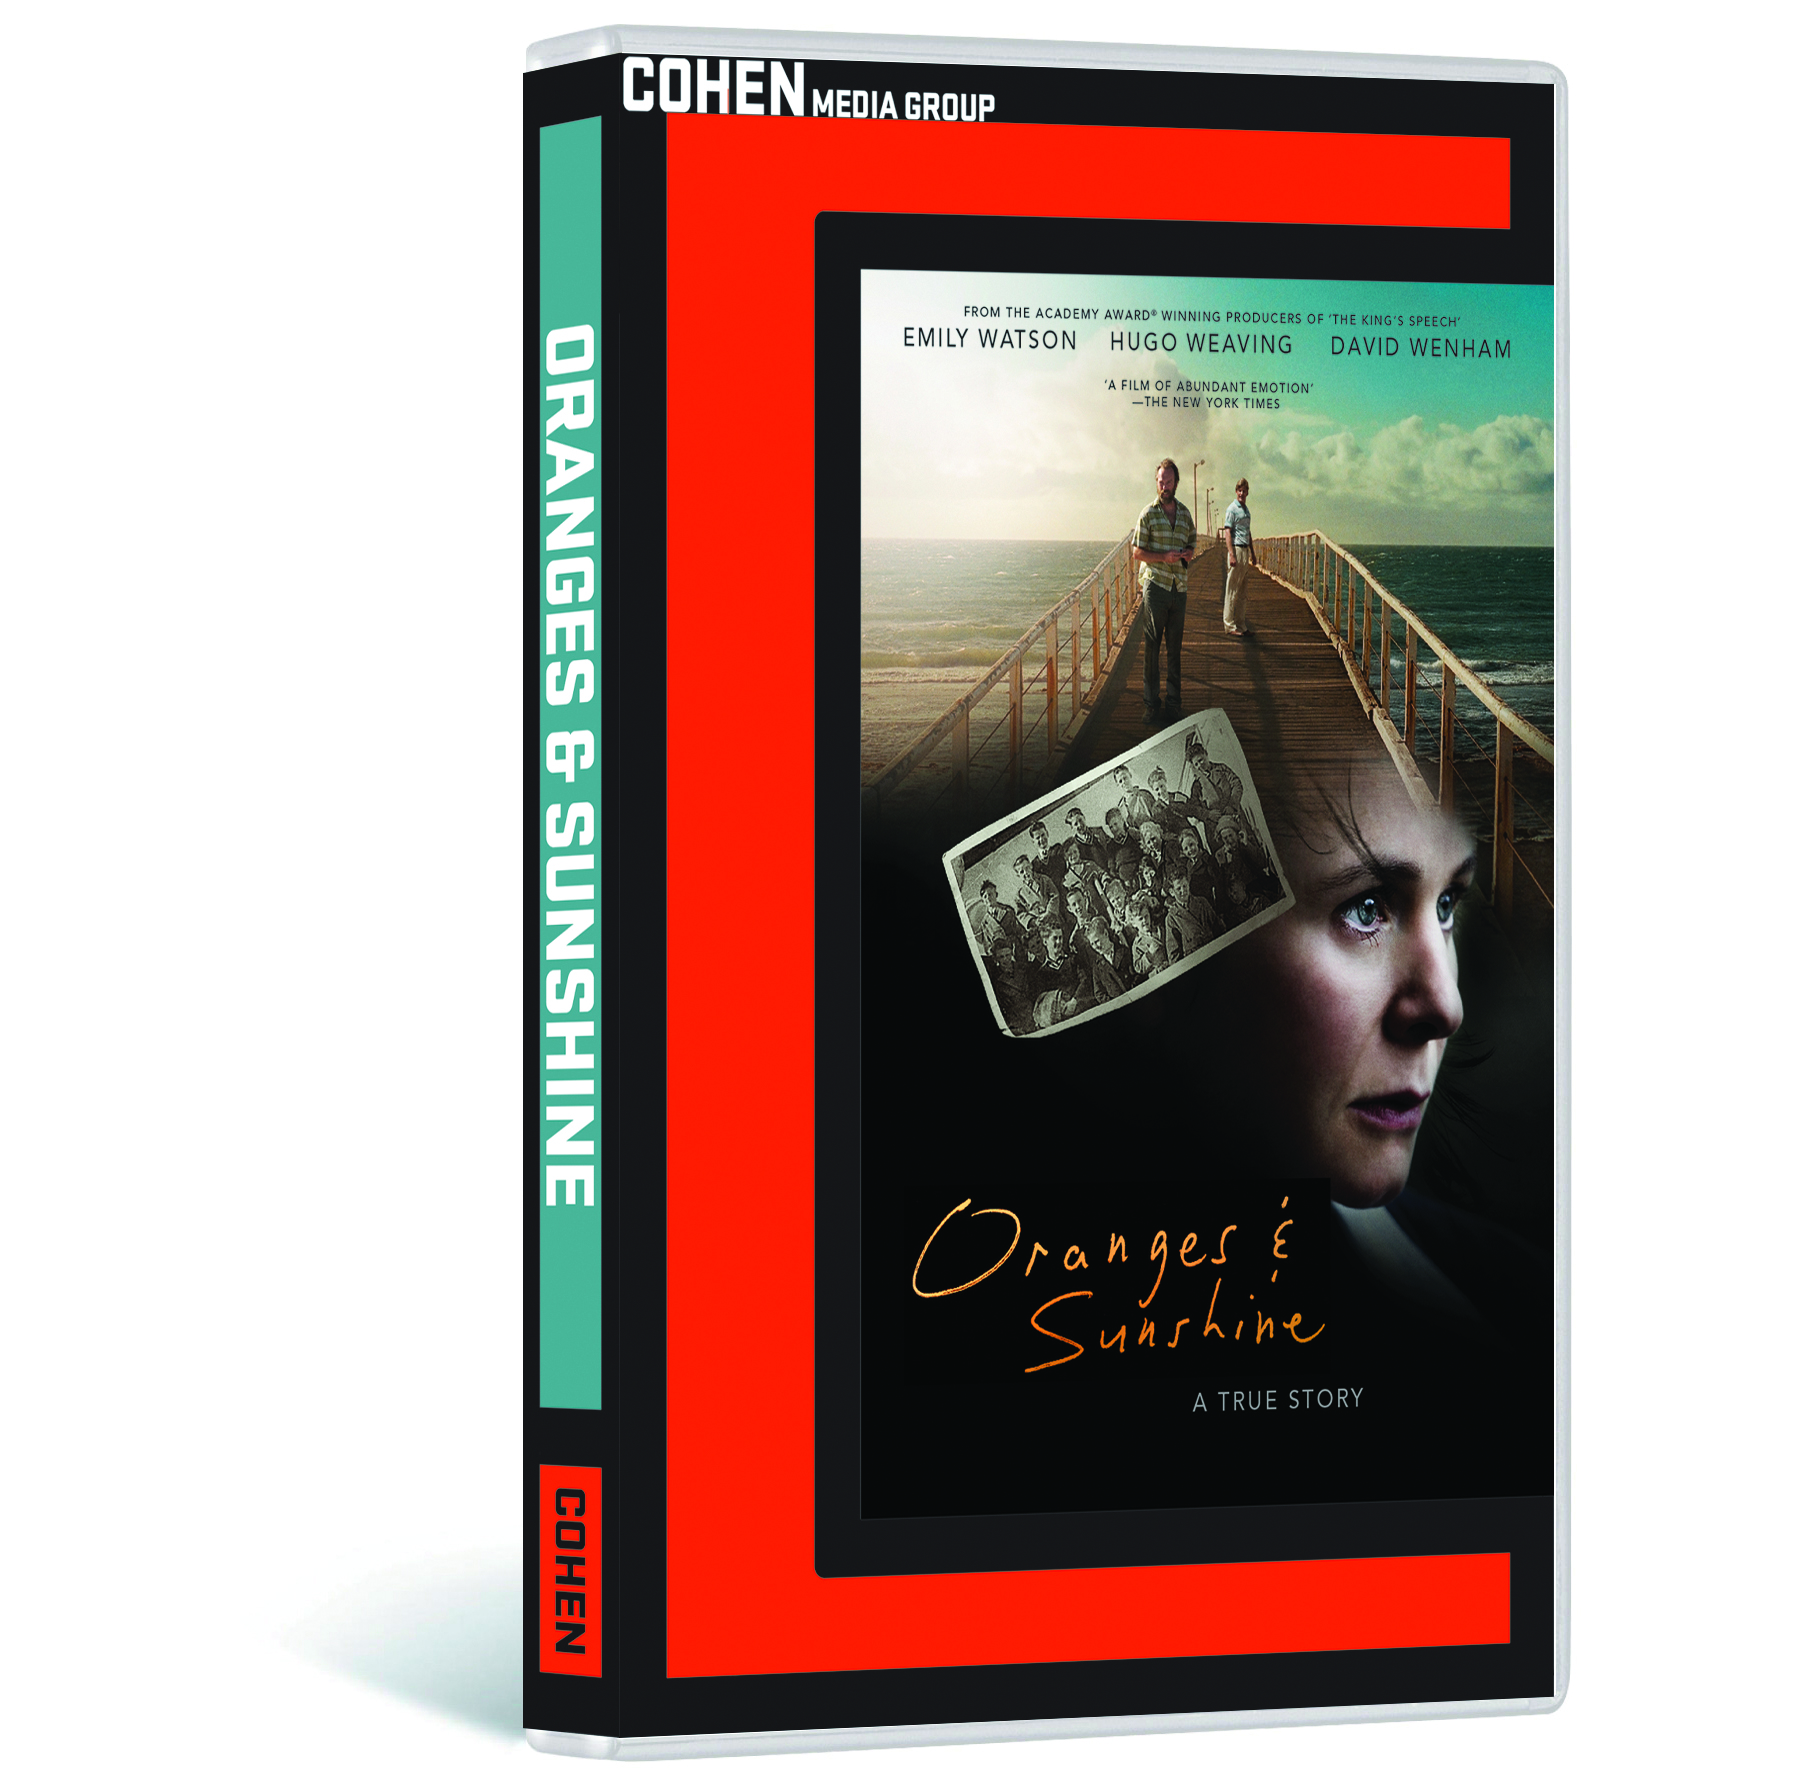 COHEN MEDIA GROUP
ORANGES & SUNSHINE
COHEN
FROM THE ACADEMY AWARD® WINNING PRODUCERS OF 'THE KING'S SPEECH'
EMILY WATSON HUGO WEAVING DAVID WENHAM
'A FILM OF ABUNDANT EMOTION'
—THE NEW YORK TIMES
Oranges &
Sunshine
A TRUE STORY